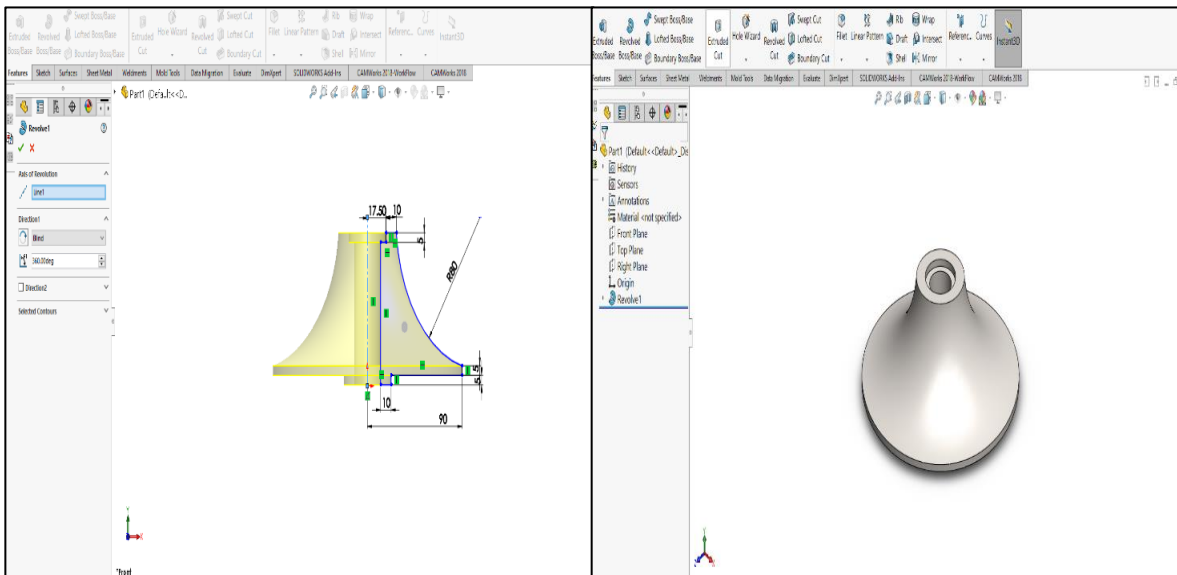 Extruded Boss/Base
Revolved Boss/Base
Swept Boss/Base
Lofted Boss/Base
Boundary Boss/Base
Extruded Cut
Hole Wizard
Revolved Cut
Swept Cut
Lofted Cut
Boundary Cut
Fillet
Linear Pattern
Rib
Draft
Shell
Wrap
Intersect
Mirror
Referenc...
Curves
Instant3D
Features Sketch Surfaces Sheet Metal Weldments Mold Tools Data Migration Evaluate DimXpert SOLIDWORKS Add-Ins CAMWorks 2018-WorkFlow CAMWorks 2018
Part1 (Default<<D...
Revolve1
Axis of Revolution
Line1
Direction1
Blind
360.00deg
Direction2
Selected Contours
17.50
10
5
R80
5
5
10
90
*Front
Extruded Boss/Base
Revolved Boss/Base
Swept Boss/Base
Lofted Boss/Base
Boundary Boss/Base
Extruded Cut
Hole Wizard
Revolved Cut
Swept Cut
Lofted Cut
Boundary Cut
Fillet
Linear Pattern
Rib
Draft
Shell
Wrap
Intersect
Mirror
Referenc...
Curves
Instant3D
Features Sketch Surfaces Sheet Metal Weldments Mold Tools Data Migration Evaluate DimXpert SOLIDWORKS Add-Ins CAMWorks 2018-WorkFlow CAMWorks 2018
Part1 (Default<<Default>_Dis
History
Sensors
Annotations
Material <not specified>
Front Plane
Top Plane
Right Plane
Origin
Revolve1